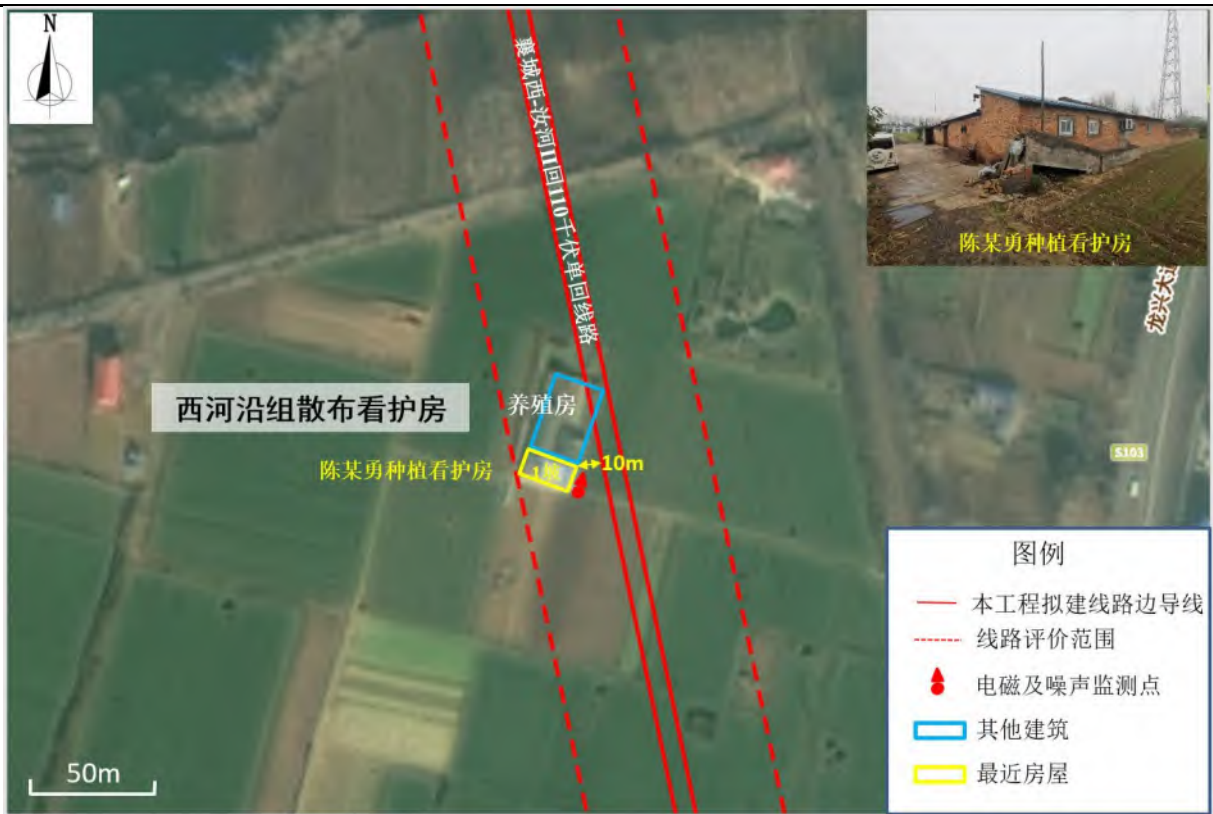 N
襄城西-汝河II回110千伏单回线路
陈某勇种植看护房
龙兴大道
养殖房
西河沿组散布看护房
陈某勇种植看护房
1层
10m
S103
图例
本工程拟建线路边导线
线路评价范围
电磁及噪声监测点
其他建筑
最近房屋
50m